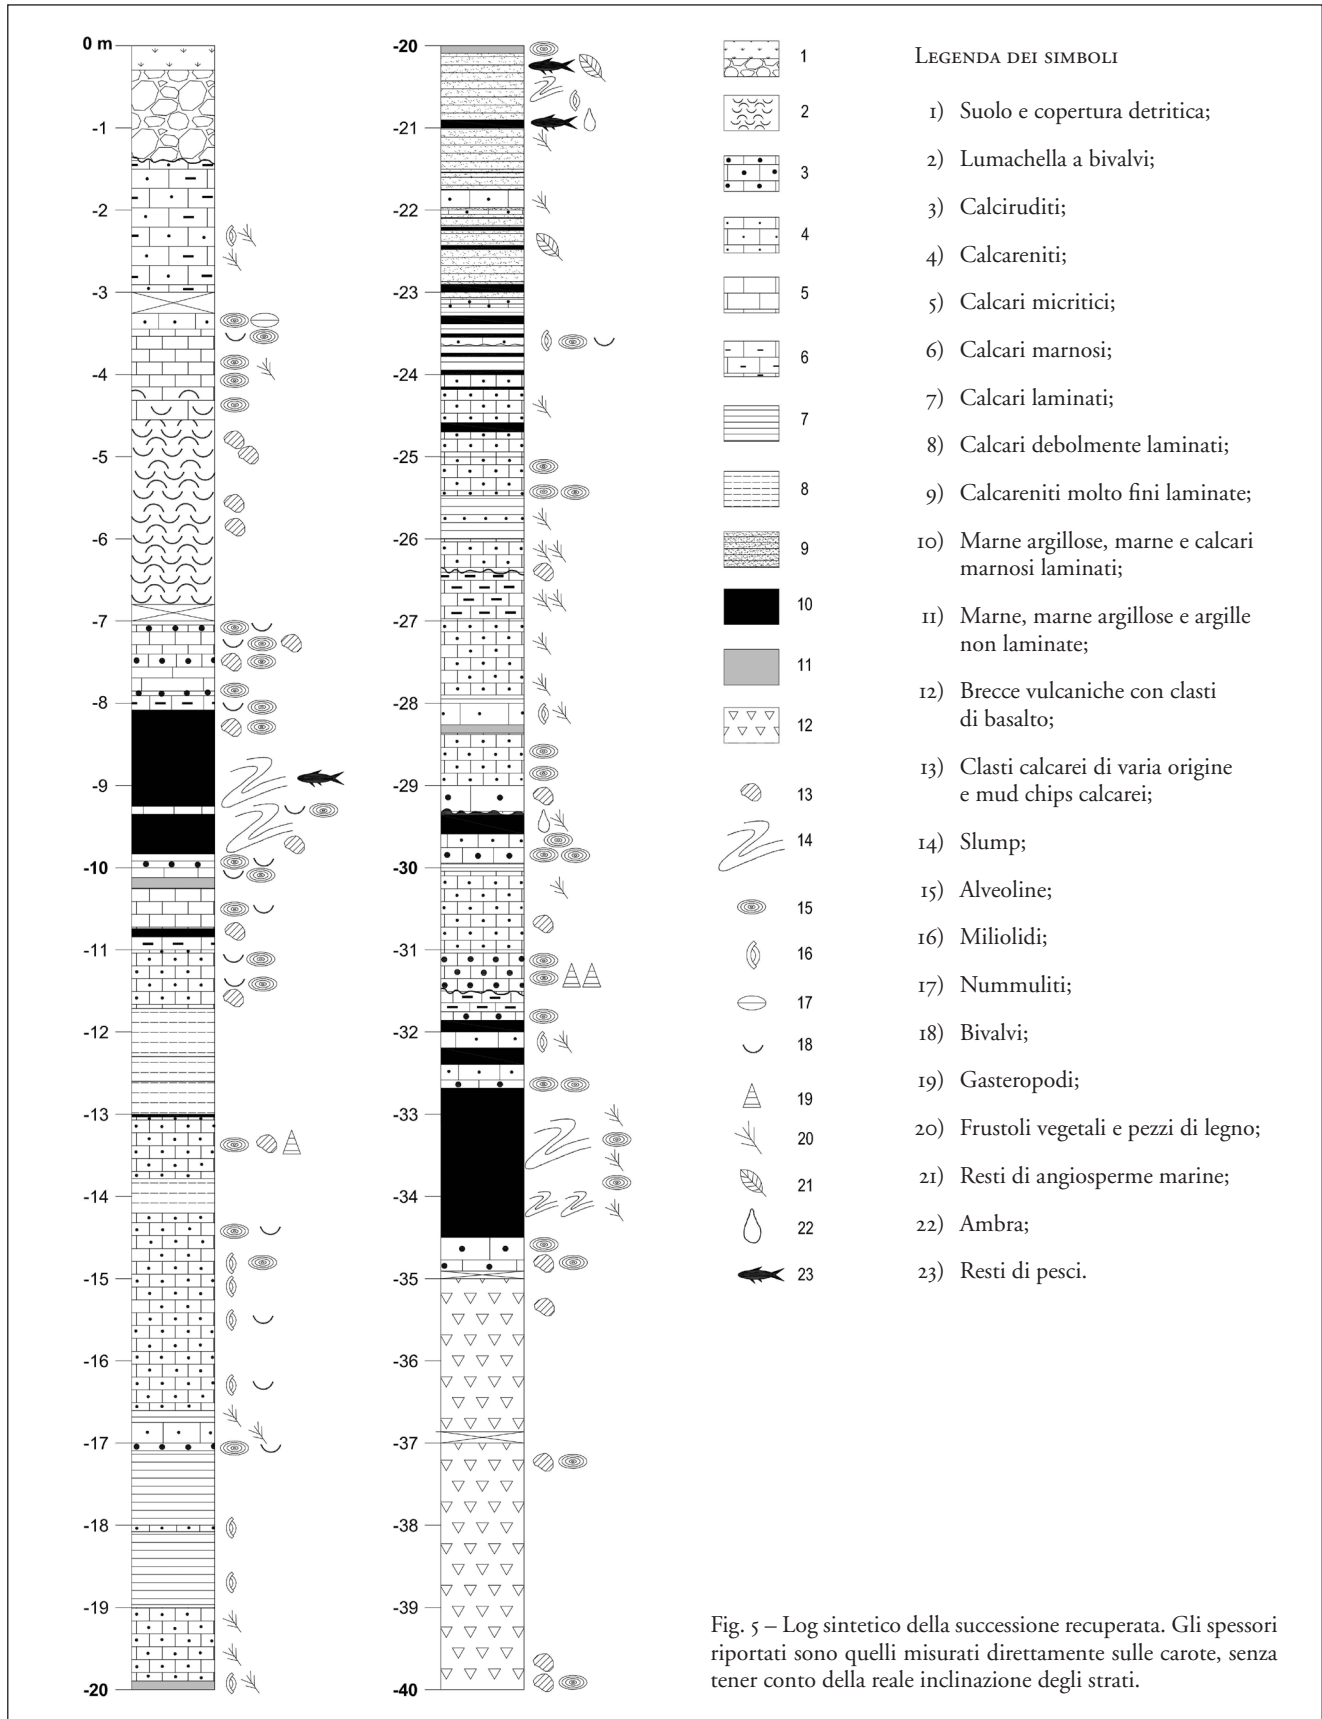 0 m
-1
-2
-3
-4
-5
-6
-7
-8
-9
-10
-11
-12
-13
-14
-15
-16
-17
-18
-19
-20
-20
-21
-22
-23
-24
-25
-26
-27
-28
-29
-30
-31
-32
-33
-34
-35
-36
-37
-38
-39
-40
1
2
3
4
5
6
7
8
9
10
11
12
13
14
15
16
17
18
19
20
21
22
23
Legenda dei simboli
1) Suolo e copertura detritica;
2) Lumachella a bivalvi;
3) Calciruditi;
4) Calcareniti;
5) Calcari micritici;
6) Calcari marnosi;
7) Calcari laminati;
8) Calcari debolmente laminati;
9) Calcareniti molto fini laminate;
10) Marne argillose, marne e calcari
marnosi laminati;
11) Marne, marne argillose e argille
non laminate;
12) Brecce vulcaniche con clasti
di basalto;
13) Clasti calcarei di varia origine
e mud chips calcarei;
14) Slump;
15) Alveoline;
16) Miliolidi;
17) Nummuliti;
18) Bivalvi;
19) Gasteropodi;
20) Frustoli vegetali e pezzi di legno;
21) Resti di angiosperme marine;
22) Ambra;
23) Resti di pesci.
Fig. 5 – Log sintetico della successione recuperata. Gli spessori
riportati sono quelli misurati direttamente sulle carote, senza
tener conto della reale inclinazione degli strati.